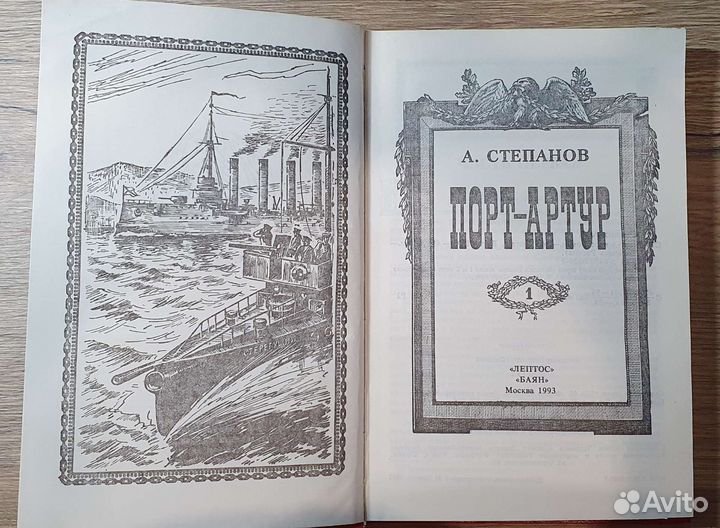 А. СТЕПАНОВ
ПОРТ-АРТУР
1
«ЛЕПТОС»
«БАЯН»
Москва 1993
Avito